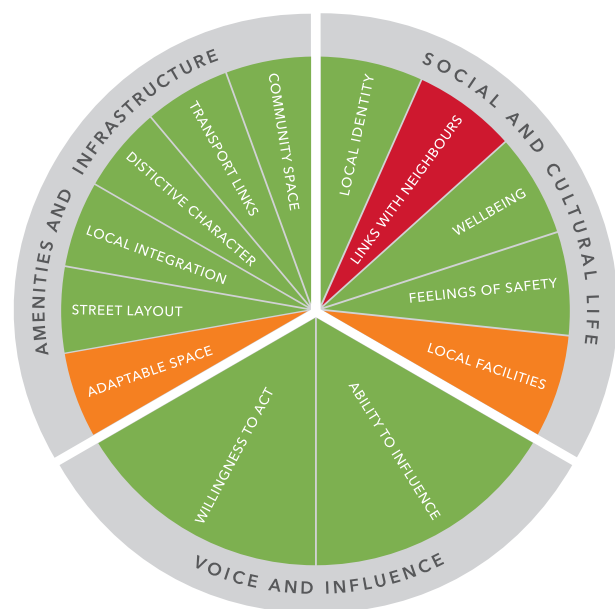 AMENITIES AND INFRASTRUCTURE
COMMUNITY SPACE
TRANSPORT LINKS
DISTICTIVE CHARACTER
LOCAL INTEGRATION
STREET LAYOUT
ADAPTABLE SPACE
SOCIAL AND CULTURAL LIFE
LOCAL IDENTITY
LINKS WITH NEIGHBOURS
WELLBEING
FEELINGS OF SAFETY
LOCAL FACILITIES
WILLINGNESS TO ACT
ABILITY TO INFLUENCE
VOICE AND INFLUENCE